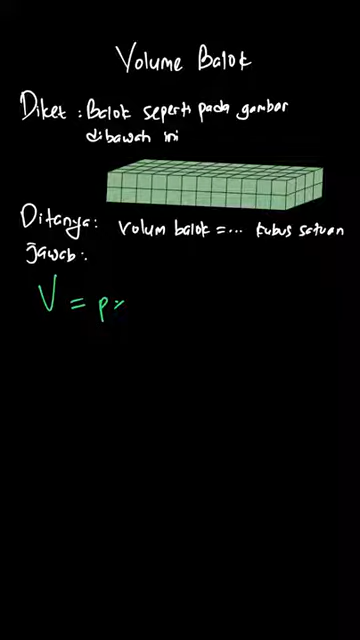 Volume Balok
Diket : Balok seperti pada gambar
dibawah ini
Ditanya: Volum balok = ... kubus satuan
Jawab :
V = p x